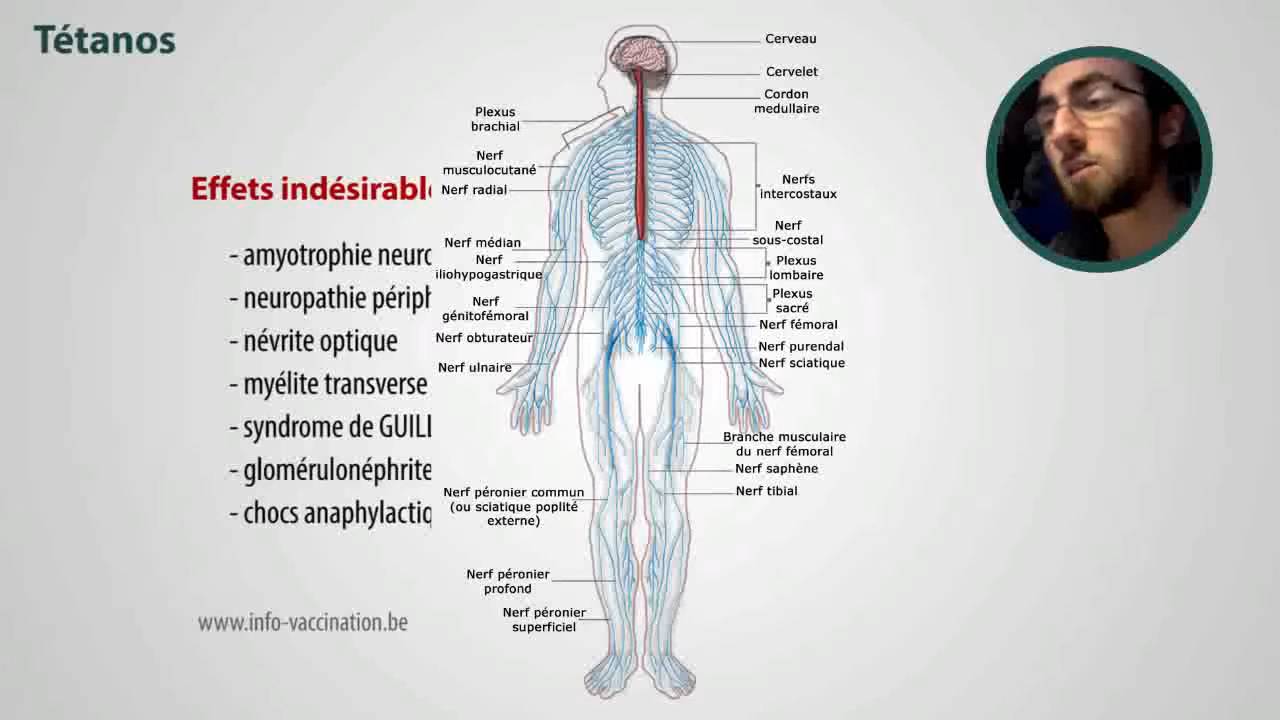 Tétanos
Effets indésirabl
- amyotrophie neuro
- neuropathie périph
- névrite optique
- myélite transverse
- syndrome de GUILL
- glomérulonéphrite
- chocs anaphylactiq
www.info-vaccination.be
Plexus
brachial
Nerf
musculocutané
Nerf radial
Nerf médian
Nerf
iliohypogastrique
Nerf
génitofémoral
Nerf obturateur
Nerf ulnaire
Nerf péronier commun
(ou sciatique poplité
externe)
Nerf péronier
profond
Nerf péronier
superficiel
Cerveau
Cervelet
Cordon
medullaire
Nerfs
intercostaux
Nerf
sous-costal
Plexus
lombaire
Plexus
sacré
Nerf fémoral
Nerf purendal
Nerf sciatique
Branche musculaire
du nerf fémoral
Nerf saphène
Nerf tibial